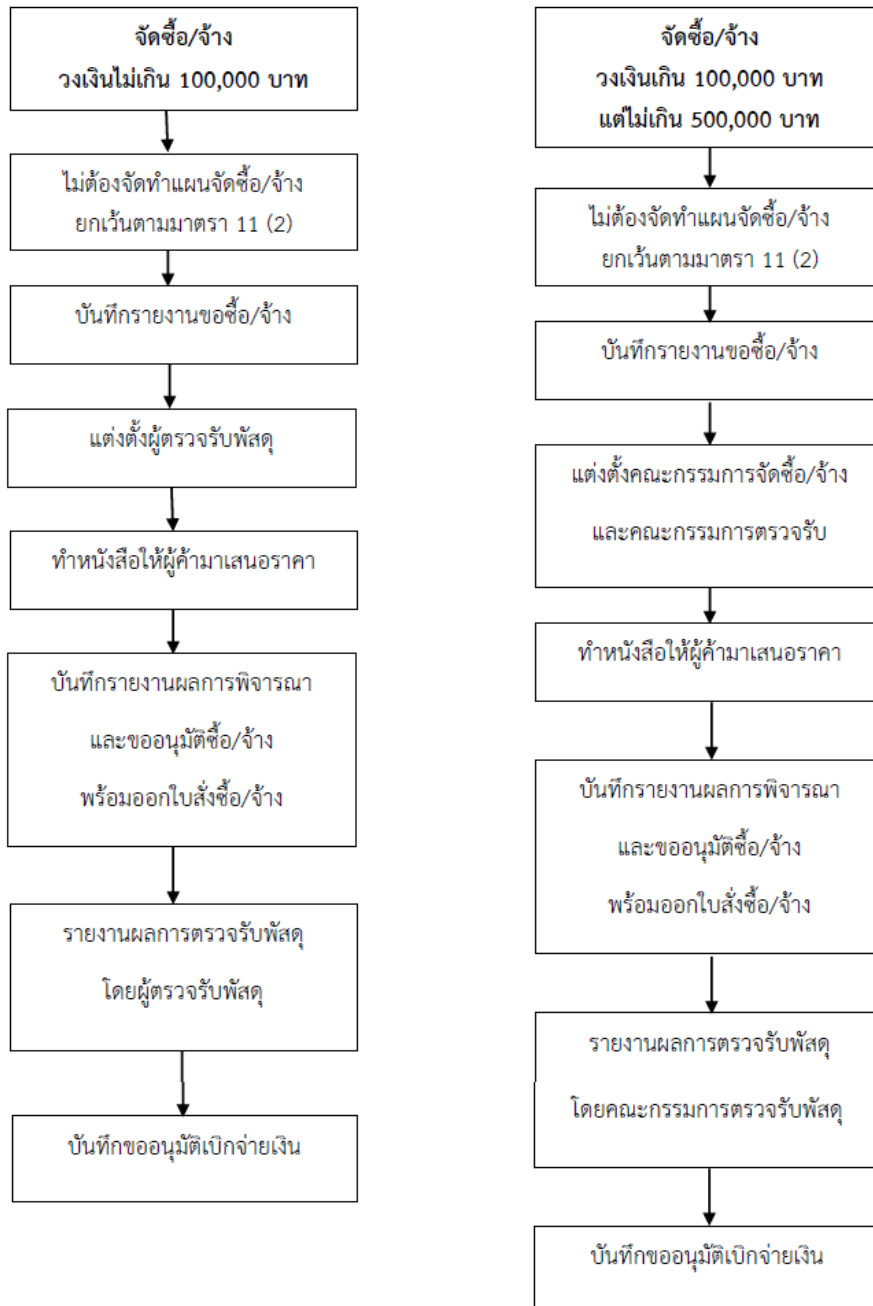 จัดซื้อ/จ้าง
วงเงินไม่เกิน 100,000 บาท
ไม่ต้องจัดทำแผนจัดซื้อ/จ้าง
ยกเว้นตามมาตรา 11 (2)
บันทึกรายงานขอซื้อ/จ้าง
แต่งตั้งผู้ตรวจรับพัสดุ
ทำหนังสือให้ผู้ค้ามาเสนอราคา
บันทึกรายงานผลการพิจารณา
และขออนุมัติซื้อ/จ้าง
พร้อมออกใบสั่งซื้อ/จ้าง
รายงานผลการตรวจรับพัสดุ
โดยผู้ตรวจรับพัสดุ
บันทึกขออนุมัติเบิกจ่ายเงิน
จัดซื้อ/จ้าง
วงเงินเกิน 100,000 บาท
แต่ไม่เกิน 500,000 บาท
ไม่ต้องจัดทำแผนจัดซื้อ/จ้าง
ยกเว้นตามมาตรา 11 (2)
บันทึกรายงานขอซื้อ/จ้าง
แต่งตั้งคณะกรรมการจัดซื้อ/จ้าง
และคณะกรรมการตรวจรับ
ทำหนังสือให้ผู้ค้ามาเสนอราคา
บันทึกรายงานผลการพิจารณา
และขออนุมัติซื้อ/จ้าง
พร้อมออกใบสั่งซื้อ/จ้าง
รายงานผลการตรวจรับพัสดุ
โดยคณะกรรมการตรวจรับพัสดุ
บันทึกขออนุมัติเบิกจ่ายเงิน